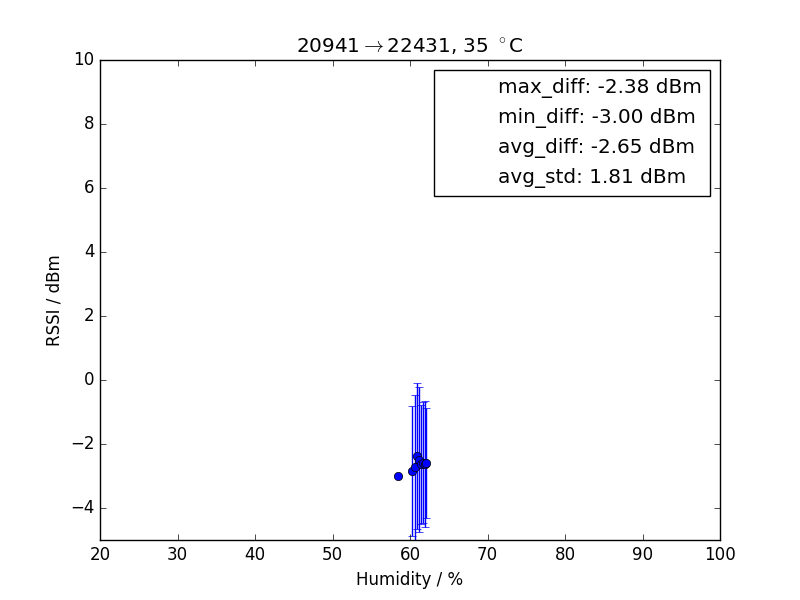 20941→22431, 35 °C
max_diff: -2.38 dBm
min_diff: -3.00 dBm
avg_diff: -2.65 dBm
avg_std: 1.81 dBm
10
8
6
4
2
0
−2
−4
RSSI / dBm
20 30 40 50 60 70 80 90 100
Humidity / %